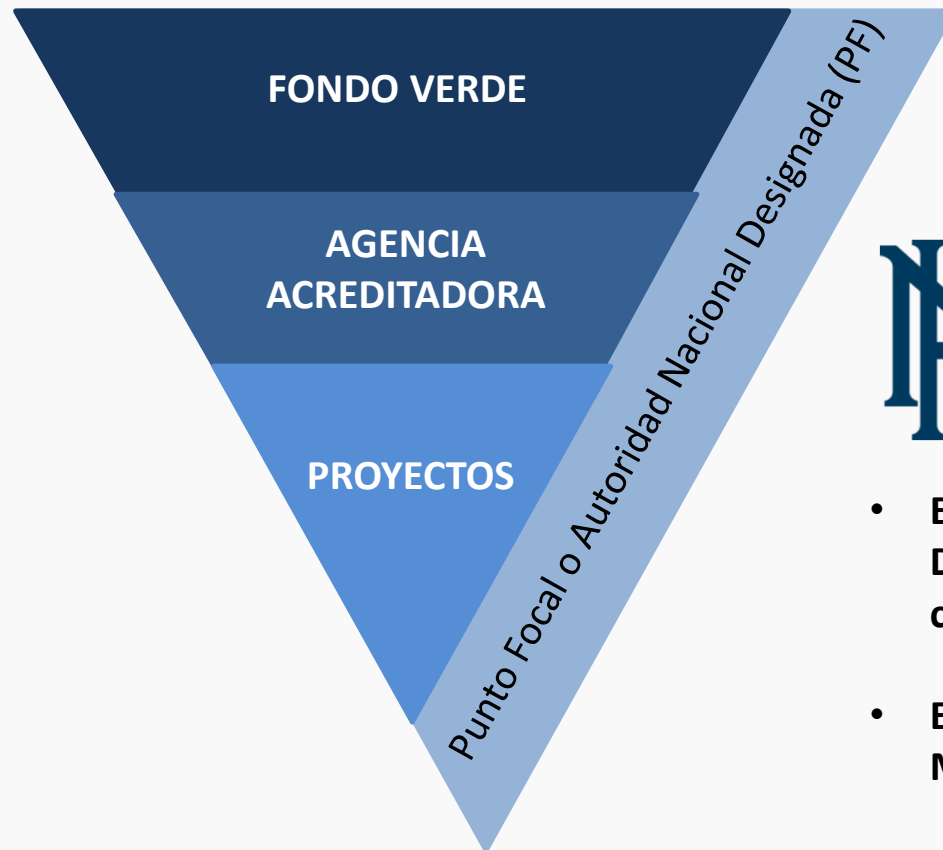 FONDO VERDE
AGENCIA
ACREDITADORA
PROYECTOS
Punto Focal o Autoridad Nacional Designada (PF)